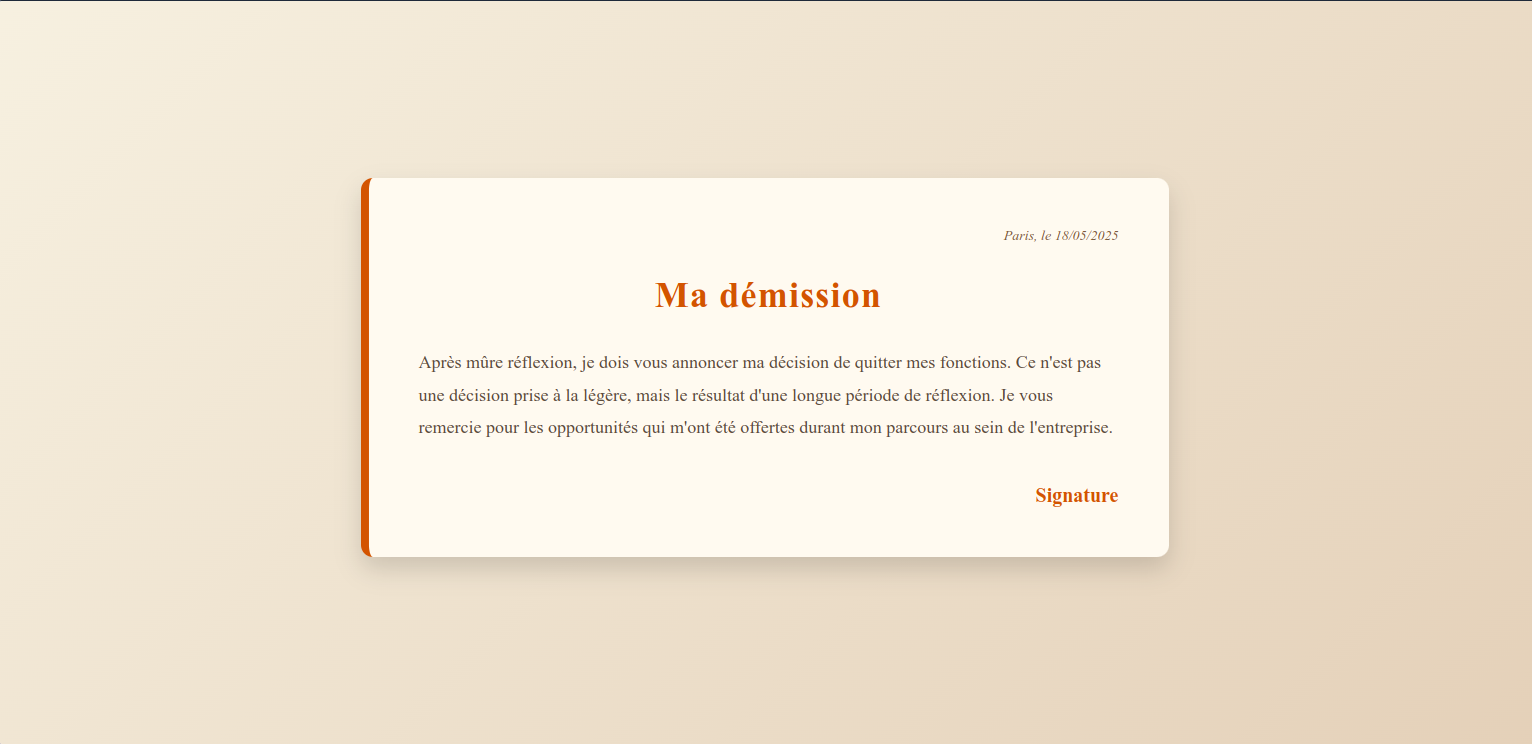 Paris, le 18/05/2025
Ma démission
Après mûre réflexion, je dois vous annoncer ma décision de quitter mes fonctions. Ce n'est pas
une décision prise à la légère, mais le résultat d'une longue période de réflexion. Je vous
remercie pour les opportunités qui m'ont été offertes durant mon parcours au sein de l'entreprise.
Signature